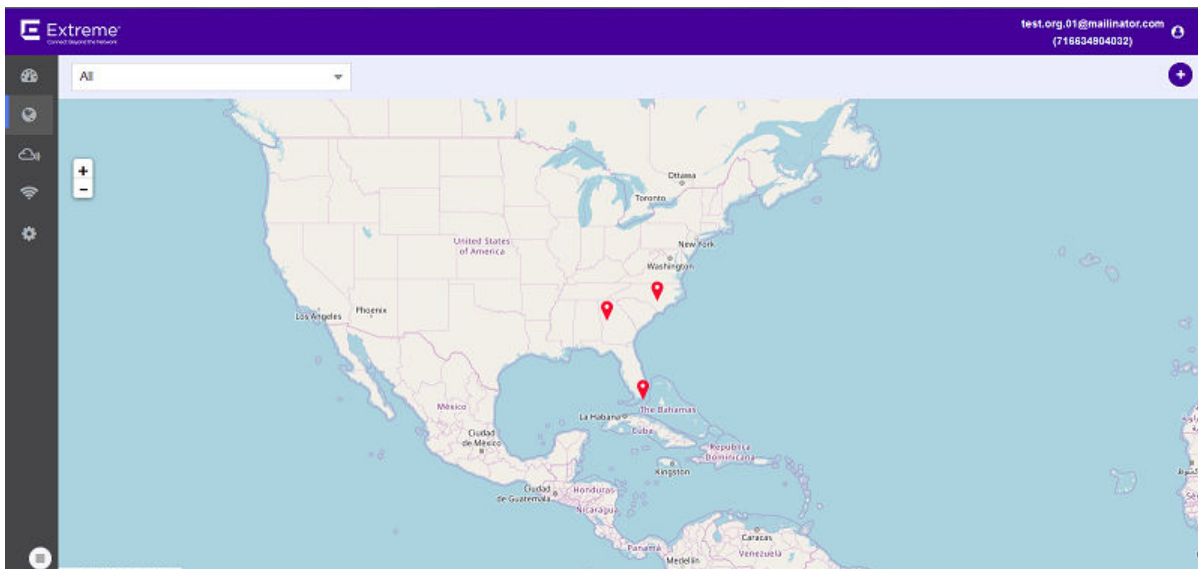 Extreme
Connect Beyond the Network
test.org.01@mailinator.com
(716634904032)
All
+
+
−
Ottawa
Toronto
United States
of America
New York
Washington
Los Angeles
Phoenix
México
La Habana
The Bahamas
Cuba
Ciudad
de México
República
Dominicana
Kingston
Ciudad
de Guatemala
Honduras
Nicaragua
Caracas
Panamá
Venezuela
Medellín